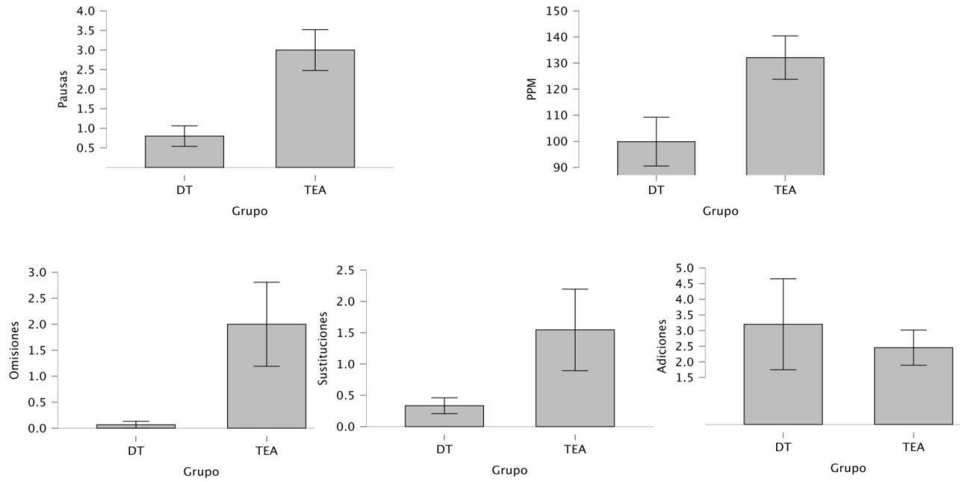 4.0
3.5
3.0
2.5
2.0
1.5
1.0
0.5
Pausas
DT
TEA
Grupo
150
140
130
120
110
100
90
PPM
DT
TEA
Grupo
3.0
2.5
2.0
1.5
1.0
0.5
0.0
Omisiones
DT
TEA
Grupo
2.5
2.0
1.5
1.0
0.5
0.0
Sustituciones
DT
TEA
Grupo
5.0
4.5
4.0
3.5
3.0
2.5
2.0
1.5
Adiciones
DT
TEA
Grupo